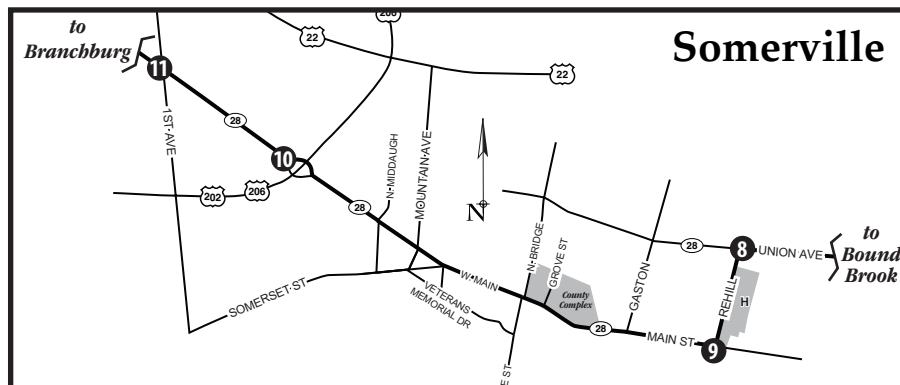 Somerville
to
Branchburg
206
22
22
11
1ST AVE
28
10
202
206
28
N-MIDDAUGH
MOUNTAIN-AVE
N
SOMERSET-ST
VETERANS
MEMORIAL DR
W-MAIN
N-BRIDGE
GROVE ST
County
Complex
28
GASTON
MAIN ST
28
8
UNION AVE
REHILL
H
9
to
Bound
Brook